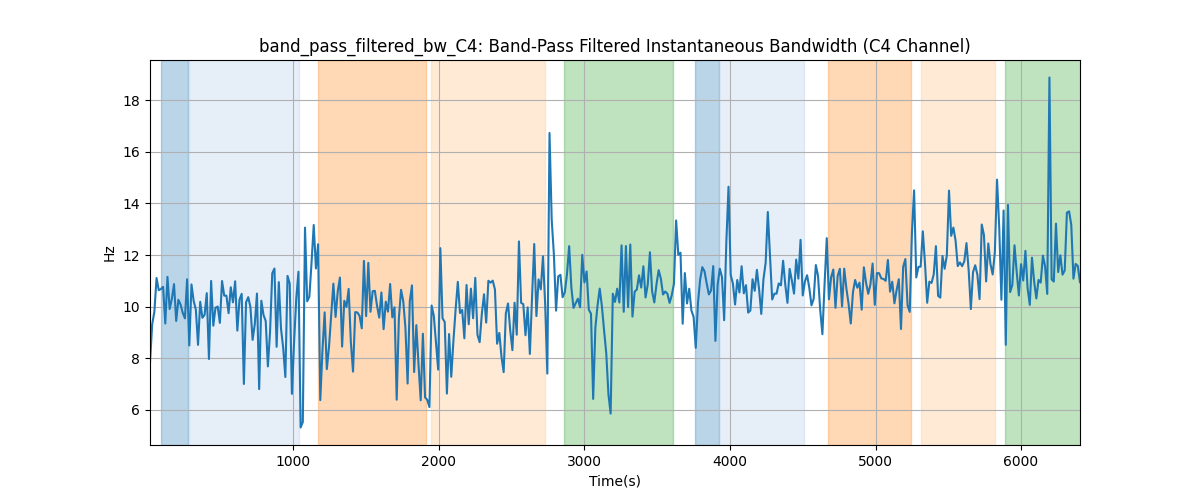 band_pass_filtered_bw_C4: Band-Pass Filtered Instantaneous Bandwidth (C4 Channel)
18
16
14
12
10
8
6
Hz
1000 2000 3000 4000 5000 6000
Time(s)